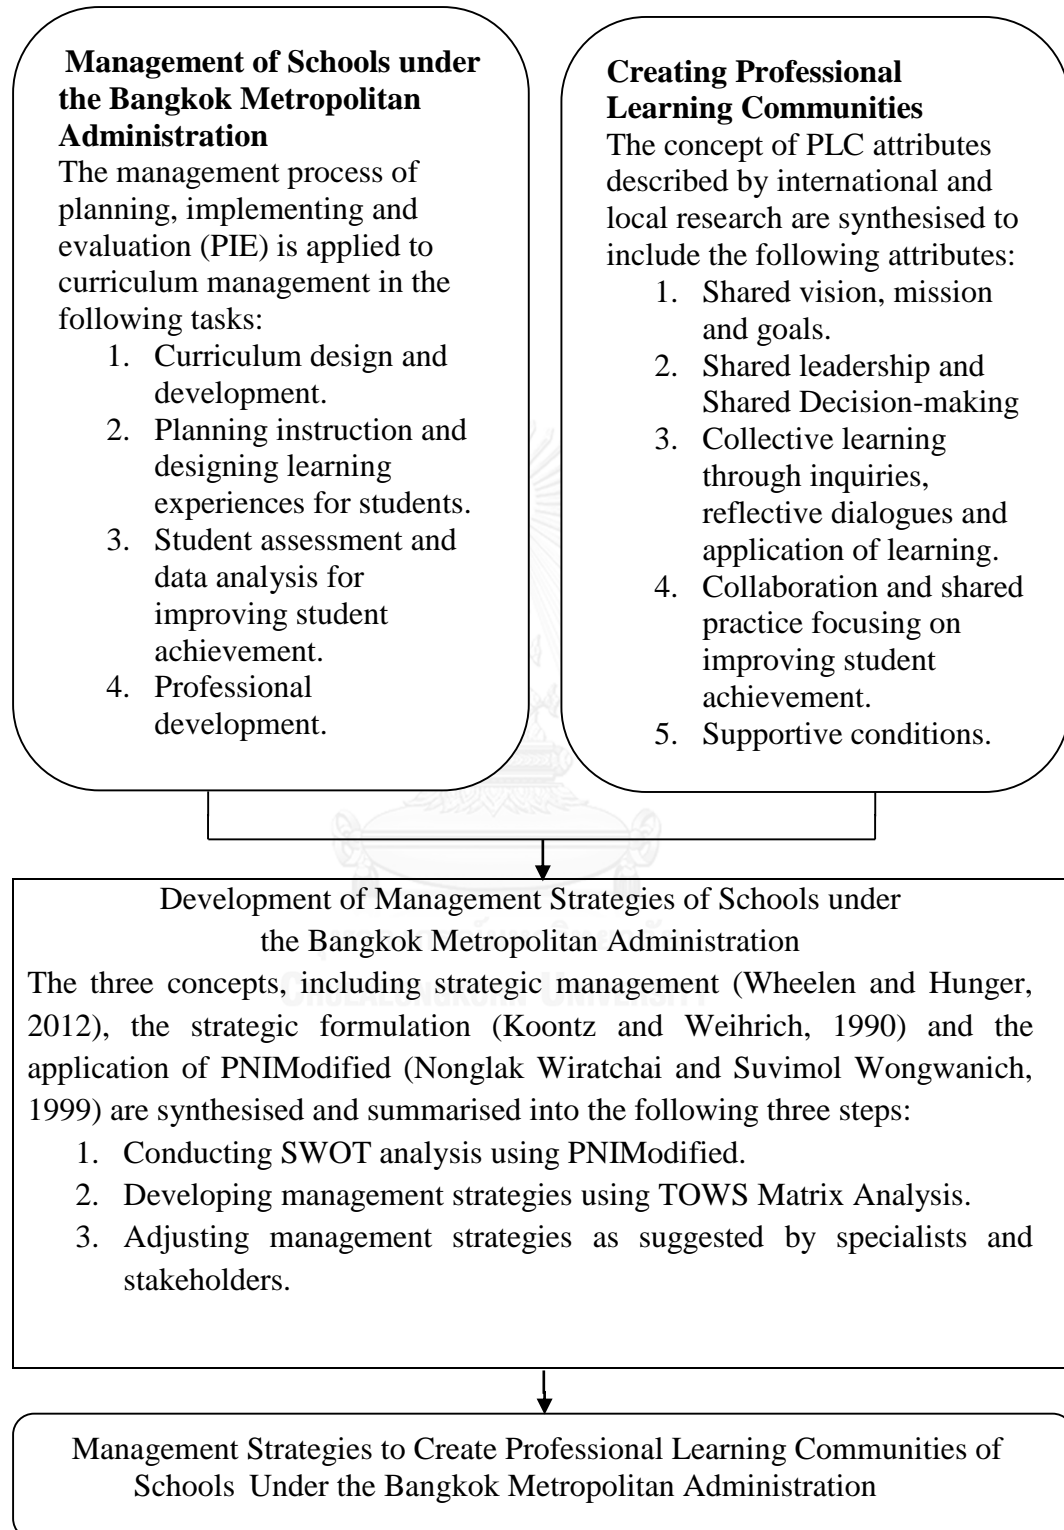 Management of Schools under
the Bangkok Metropolitan
Administration
The management process of
planning, implementing and
evaluation (PIE) is applied to
curriculum management in the
following tasks:
1. Curriculum design and
development.
2. Planning instruction and
designing learning
experiences for students.
3. Student assessment and
data analysis for
improving student
achievement.
4. Professional
development.
Creating Professional
Learning Communities
The concept of PLC attributes
described by international and
local research are synthesised to
include the following attributes:
1. Shared vision, mission
and goals.
2. Shared leadership and
Shared Decision-making
3. Collective learning
through inquiries,
reflective dialogues and
application of learning.
4. Collaboration and shared
practice focusing on
improving student
achievement.
5. Supportive conditions.
Development of Management Strategies of Schools under
the Bangkok Metropolitan Administration
The three concepts, including strategic management (Wheelen and Hunger,
2012), the strategic formulation (Koontz and Weihrich, 1990) and the
application of PNIModified (Nonglak Wiratchai and Suvimol Wongwanich,
1999) are synthesised and summarised into the following three steps:
1. Conducting SWOT analysis using PNIModified.
2. Developing management strategies using TOWS Matrix Analysis.
3. Adjusting management strategies as suggested by specialists and
stakeholders.
Management Strategies to Create Professional Learning Communities of
Schools Under the Bangkok Metropolitan Administration
CHULALONGKORN UNIVERSITY